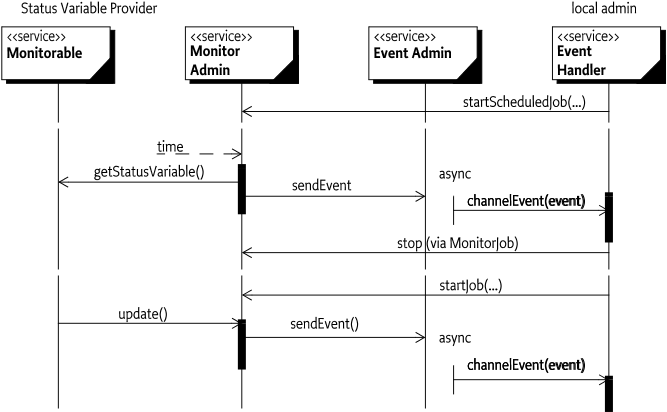 Status Variable Provider
local admin
<<service>>
Monitorable
<<service>>
Monitor
Admin
<<service>>
Event Admin
<<service>>
Event
Handler
startScheduledJob(...)
time
getStatusVariable()
sendEvent
async
channelEvent(event)
stop (via MonitorJob)
startJob(...)
update()
sendEvent()
async
channelEvent(event)